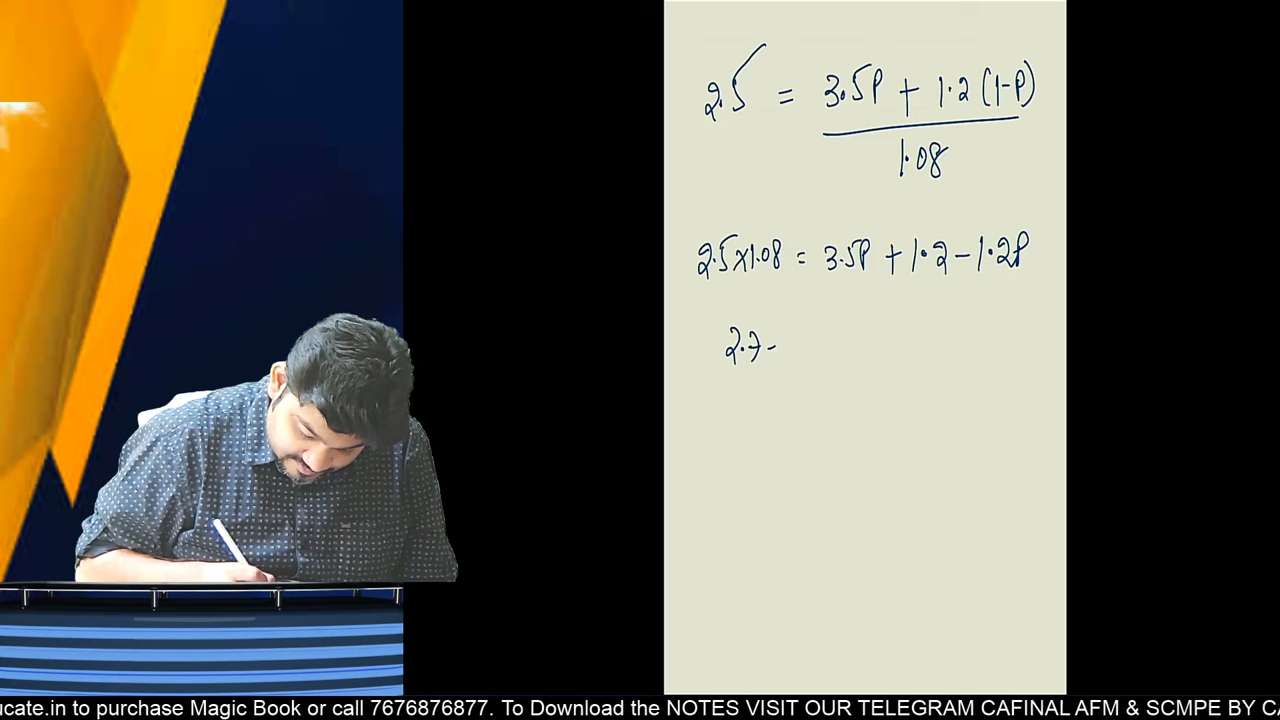 2.5 = 3.5P + 1.2 (1-P)
1.08
2.5x1.08 = 3.5P + 1.2 - 1.2P
2.7 -
ucate.in to purchase Magic Book or call 7676876877. To Download the NOTES VISIT OUR TELEGRAM CAFINAL AFM & SCMPE BY CA